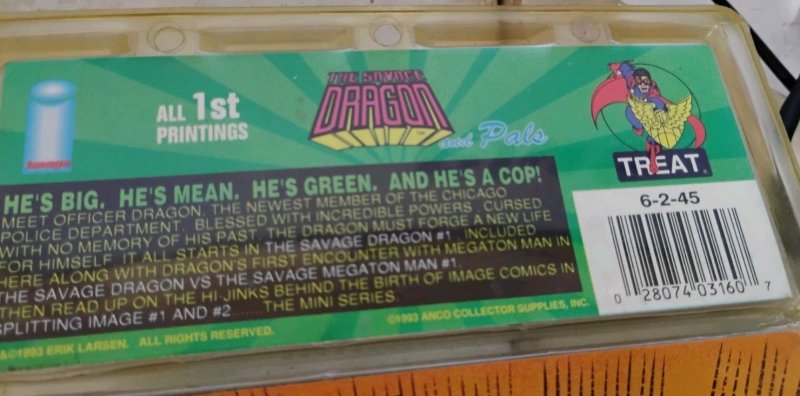 image
ALL 1st
PRINTINGS
THE SAVAGE
DRAGON
TM
and Pals
TREAT®
HE'S BIG. HE'S MEAN. HE'S GREEN. AND HE'S A COP!
MEET OFFICER DRAGON, THE NEWEST MEMBER OF THE CHICAGO
POLICE DEPARTMENT. BLESSED WITH INCREDIBLE POWERS. CURSED
WITH NO MEMORY OF HIS PAST, THE DRAGON MUST FORGE A NEW LIFE
FOR HIMSELF. IT ALL STARTS IN THE SAVAGE DRAGON #1. INCLUDED
HERE ALONG WITH DRAGON'S FIRST ENCOUNTER WITH MEGATON MAN IN
THE SAVAGE DRAGON VS THE SAVAGE MEGATON MAN #1.
THEN READ UP ON THE HI-JINKS BEHIND THE BIRTH OF IMAGE COMICS IN
SPLITTING IMAGE #1 AND #2.......THE MINI SERIES.
&©1993 ERIK LARSEN. ALL RIGHTS RESERVED.
©1993 ANCO COLLECTOR SUPPLIES, INC.
6-2-45
0 28074 03160 7